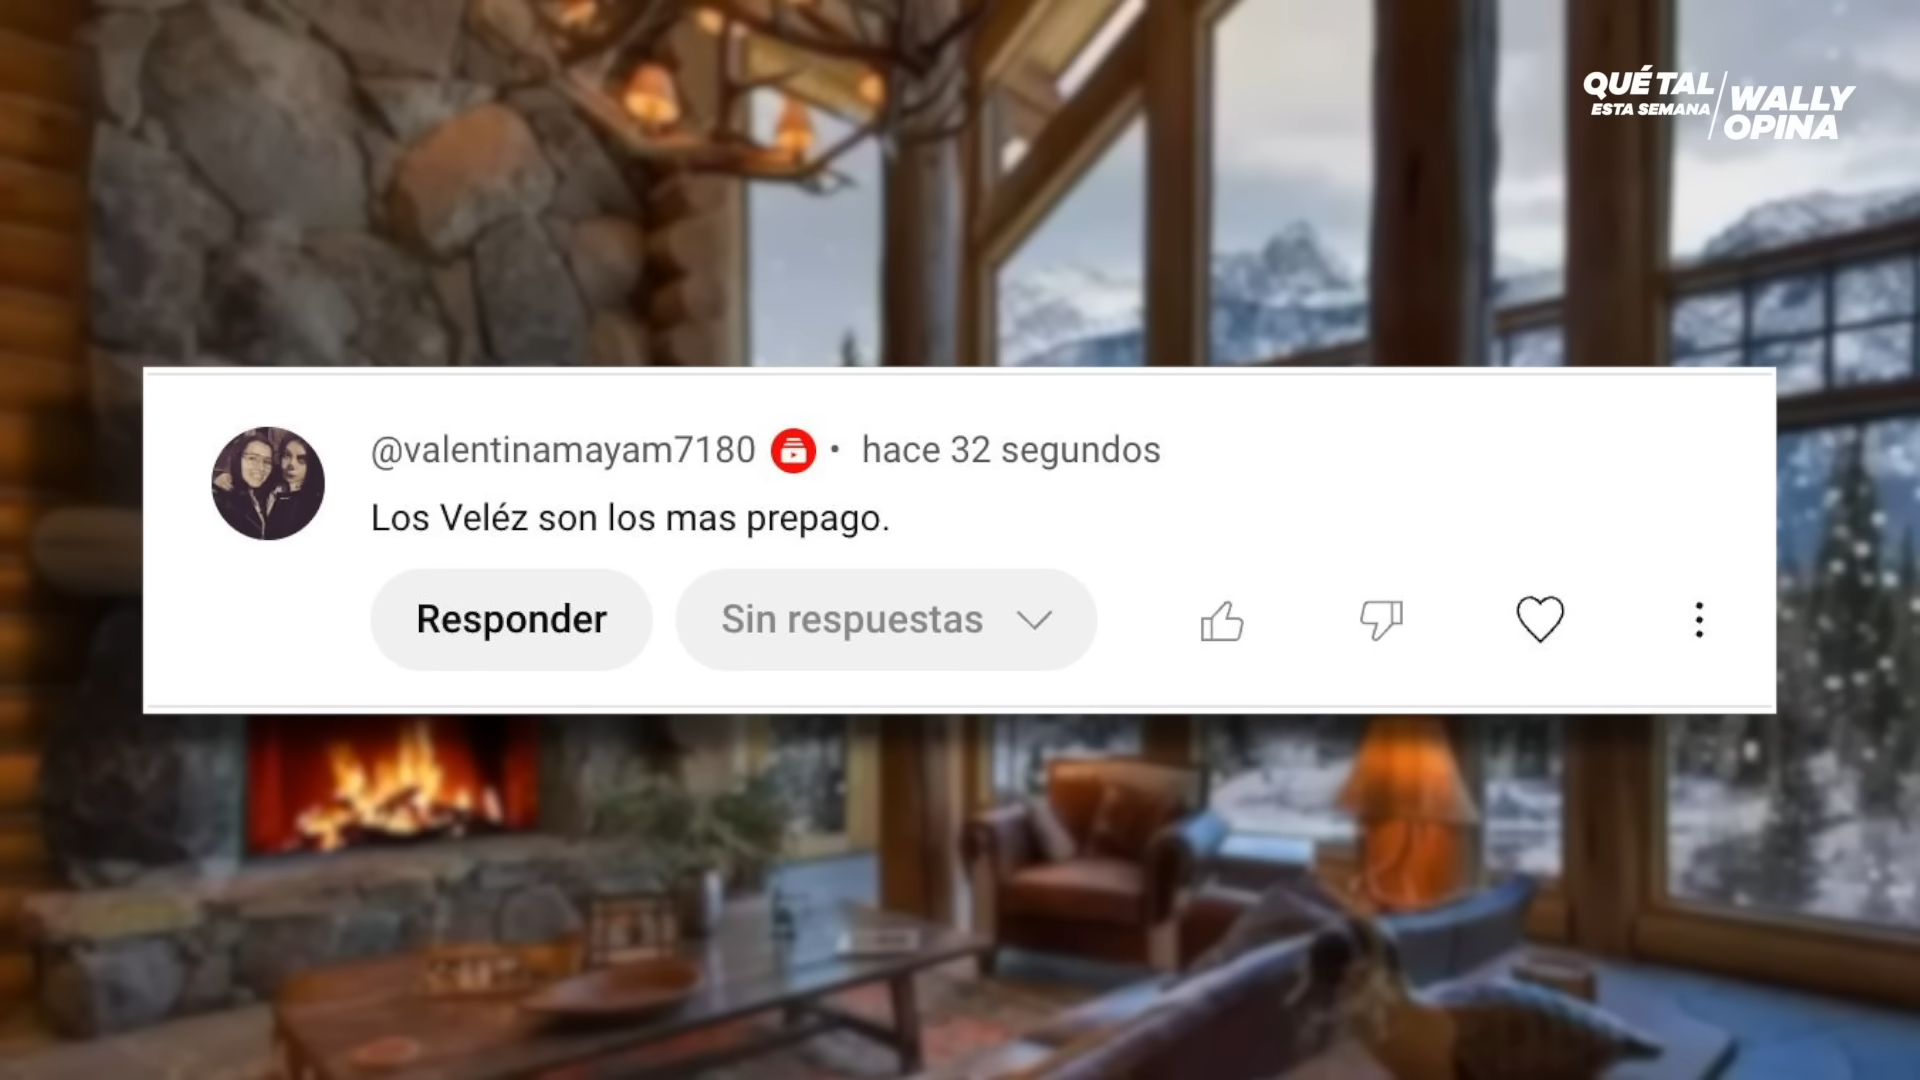 QUÉ TAL
ESTA SEMANA
WALLY
OPINA
@valentinamayam7180 • hace 32 segundos
Los Veléz son los mas prepago.
Responder
Sin respuestas